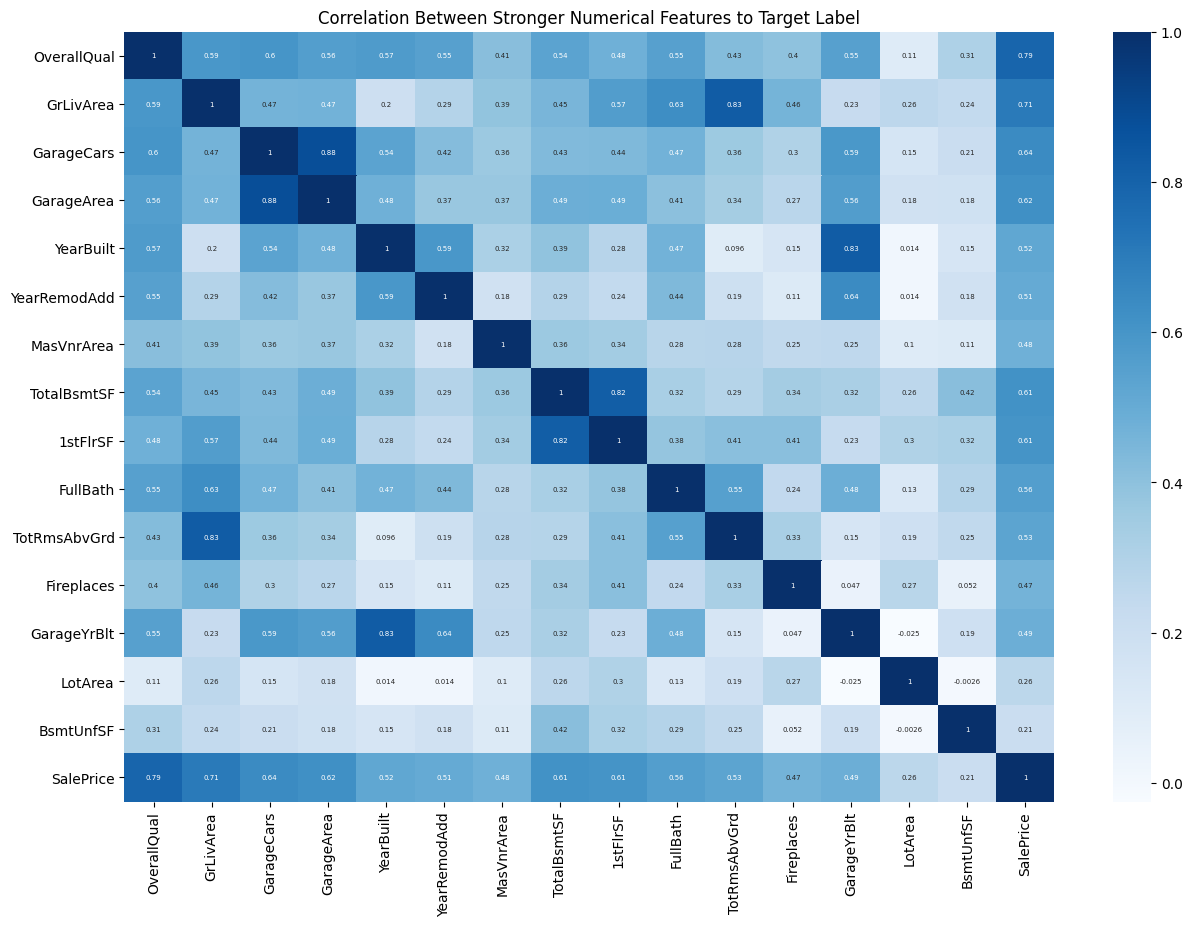 Correlation Between Stronger Numerical Features to Target Label
OverallQual 1 0.59 0.6 0.56 0.57 0.55 0.41 0.54 0.48 0.55 0.43 0.4 0.55 0.11 0.31 0.79
GrLivArea 0.59 1 0.47 0.47 0.2 0.29 0.39 0.45 0.57 0.63 0.83 0.46 0.23 0.26 0.24 0.71
GarageCars 0.6 0.47 1 0.88 0.54 0.42 0.36 0.43 0.44 0.47 0.36 0.3 0.59 0.15 0.21 0.64
GarageArea 0.56 0.47 0.88 1 0.48 0.37 0.37 0.49 0.49 0.41 0.34 0.27 0.56 0.18 0.18 0.62
YearBuilt 0.57 0.2 0.54 0.48 1 0.59 0.32 0.39 0.28 0.47 0.096 0.15 0.83 0.014 0.15 0.52
YearRemodAdd 0.55 0.29 0.42 0.37 0.59 1 0.18 0.29 0.24 0.44 0.19 0.11 0.64 0.014 0.18 0.51
MasVnrArea 0.41 0.39 0.36 0.37 0.32 0.18 1 0.36 0.34 0.28 0.28 0.25 0.25 0.1 0.11 0.48
TotalBsmtSF 0.54 0.45 0.43 0.49 0.39 0.29 0.36 1 0.82 0.32 0.29 0.34 0.32 0.26 0.42 0.61
1stFlrSF 0.48 0.57 0.44 0.49 0.28 0.24 0.34 0.82 1 0.38 0.41 0.41 0.23 0.3 0.32 0.61
FullBath 0.55 0.63 0.47 0.41 0.47 0.44 0.28 0.32 0.38 1 0.55 0.24 0.48 0.13 0.29 0.56
TotRmsAbvGrd 0.43 0.83 0.36 0.34 0.096 0.19 0.28 0.29 0.41 0.55 1 0.33 0.15 0.19 0.25 0.53
Fireplaces 0.4 0.46 0.3 0.27 0.15 0.11 0.25 0.34 0.41 0.24 0.33 1 0.047 0.27 0.052 0.47
GarageYrBlt 0.55 0.23 0.59 0.56 0.83 0.64 0.25 0.32 0.23 0.48 0.15 0.047 1 -0.025 0.19 0.49
LotArea 0.11 0.26 0.15 0.18 0.014 0.014 0.1 0.26 0.3 0.13 0.19 0.27 -0.025 1 -0.0026 0.26
BsmtUnfSF 0.31 0.24 0.21 0.18 0.15 0.18 0.11 0.42 0.32 0.29 0.25 0.052 0.19 -0.0026 1 0.21
SalePrice 0.79 0.71 0.64 0.62 0.52 0.51 0.48 0.61 0.61 0.56 0.53 0.47 0.49 0.26 0.21 1
OverallQual
GrLivArea
GarageCars
GarageArea
YearBuilt
YearRemodAdd
MasVnrArea
TotalBsmtSF
1stFlrSF
FullBath
TotRmsAbvGrd
Fireplaces
GarageYrBlt
LotArea
BsmtUnfSF
SalePrice
1.0
0.8
0.6
0.4
0.2
0.0